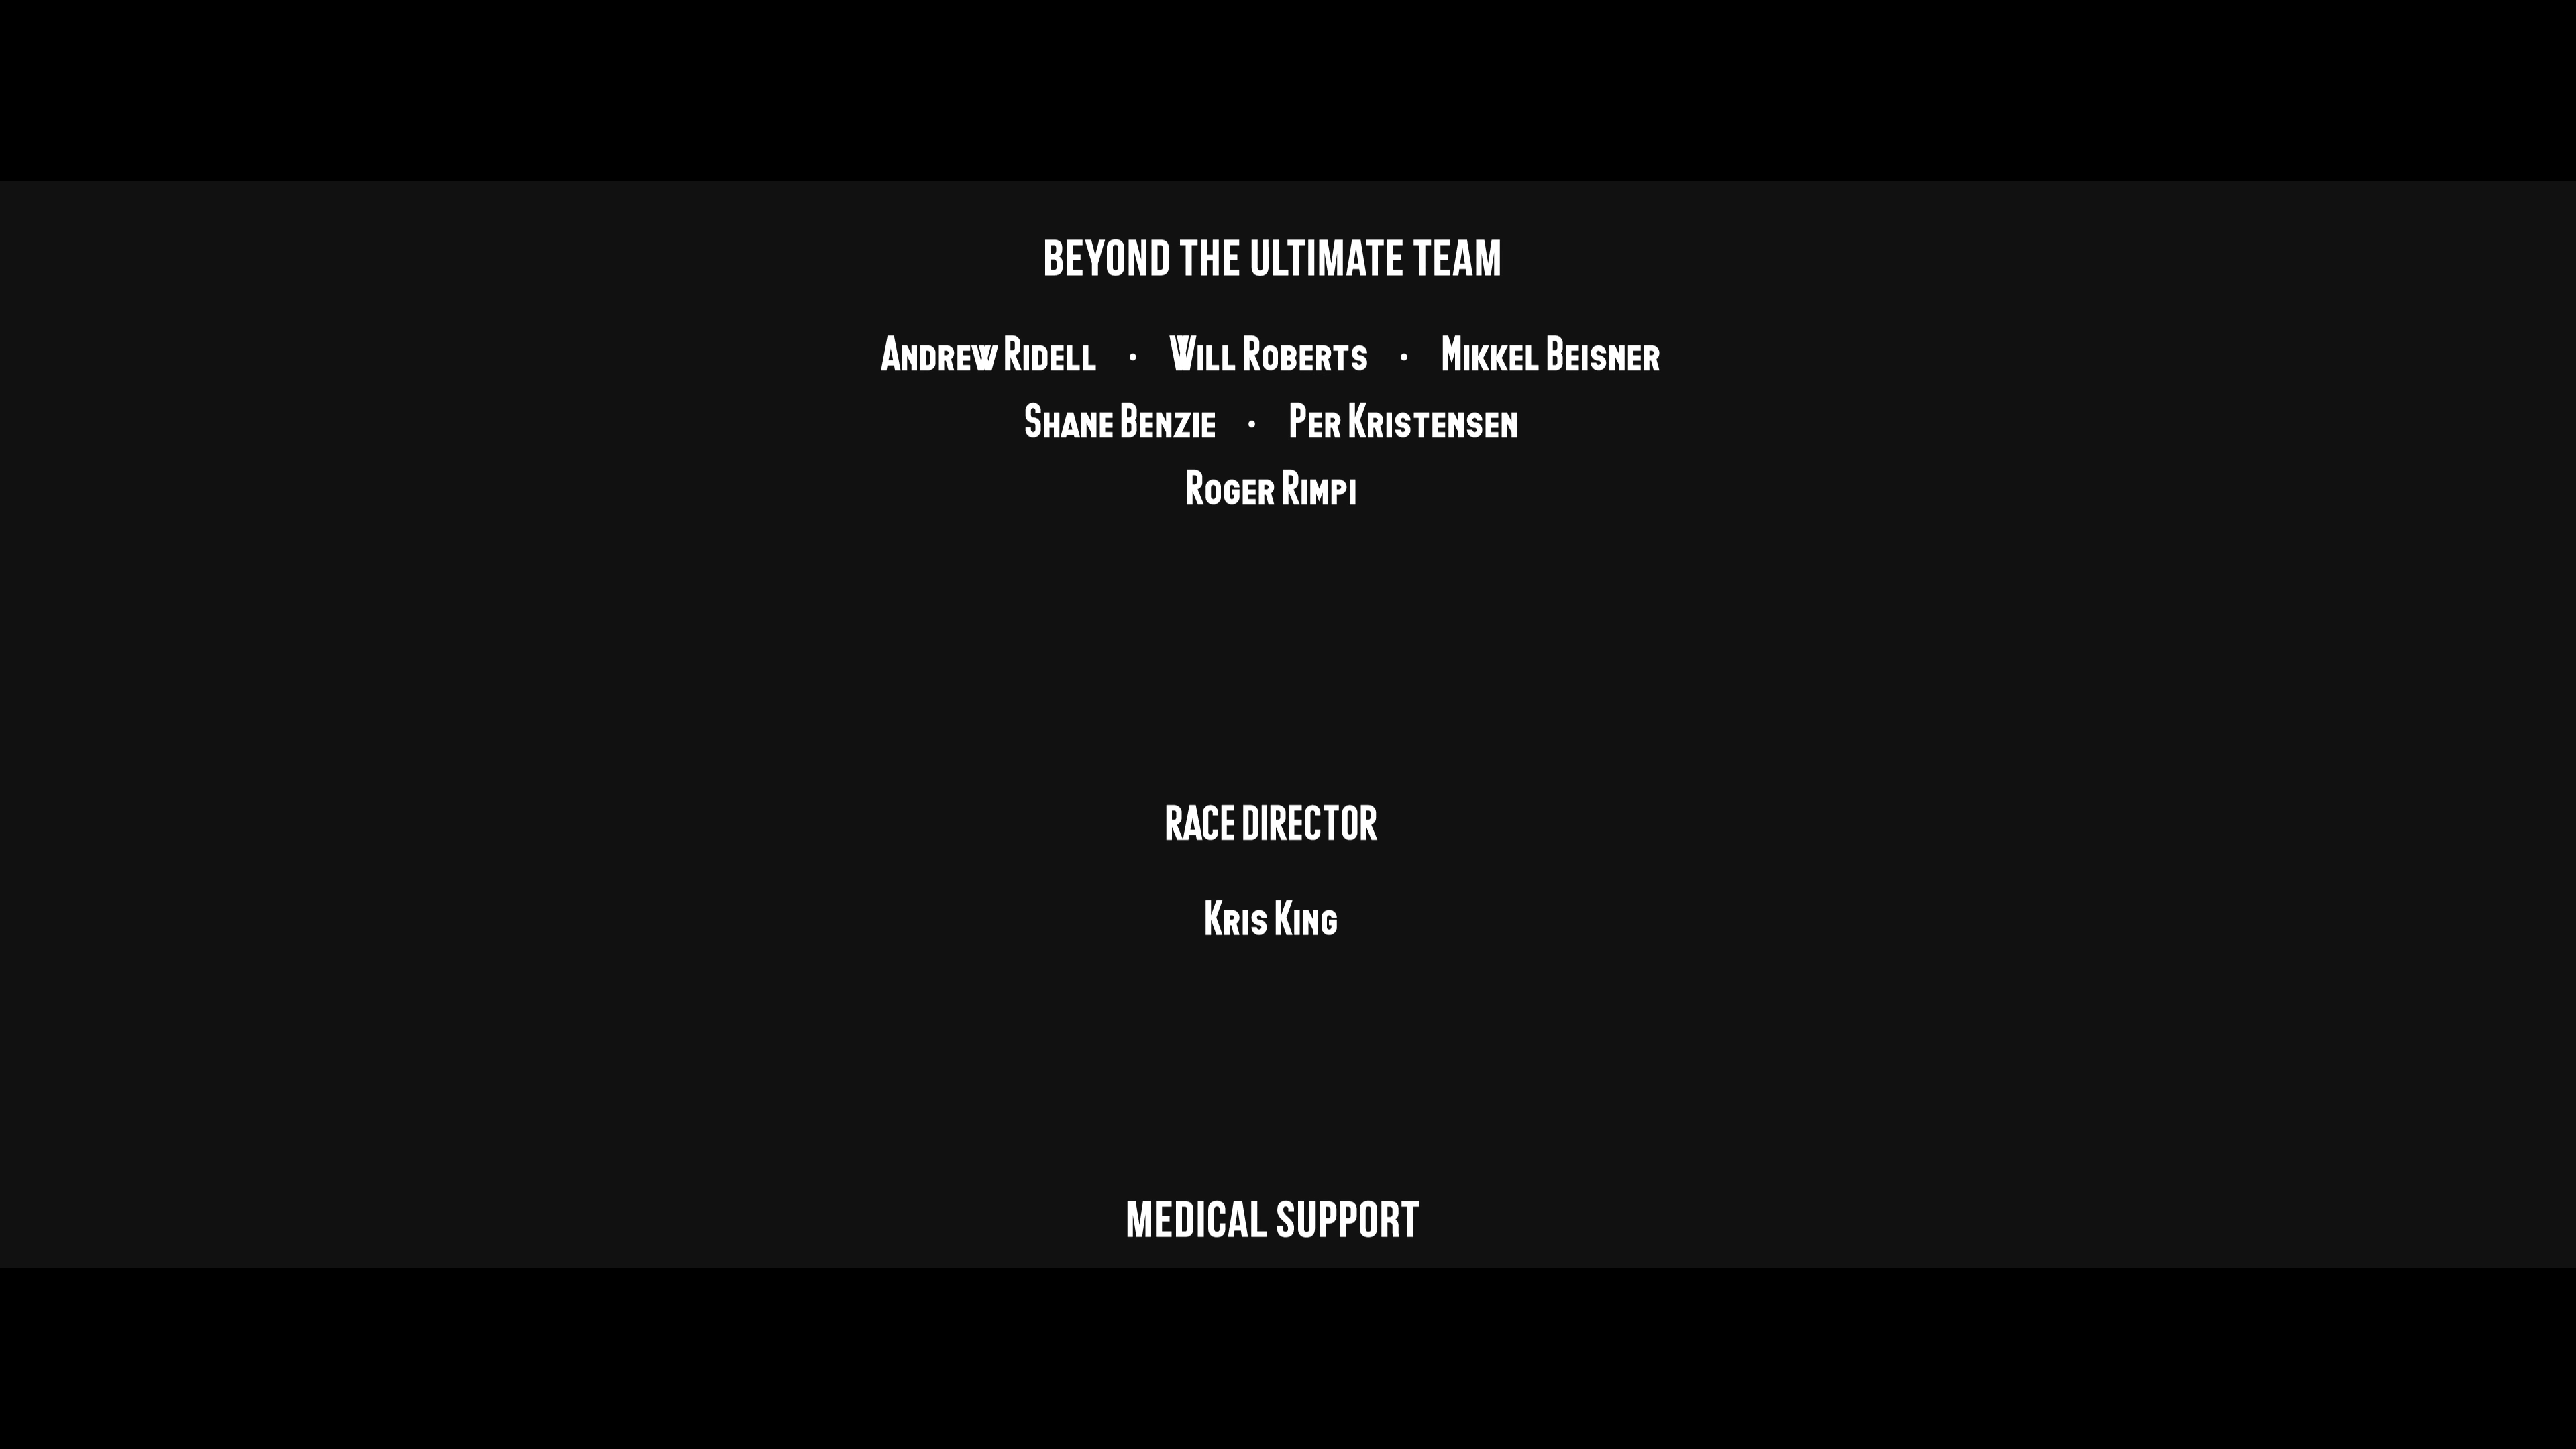 BEYOND THE ULTIMATE TEAM
Andrew Ridell • Will Roberts • Mikkel Beisner
Shane Benzie • Per Kristensen
Roger Rimpi
RACE DIRECTOR
Kris King
MEDICAL SUPPORT